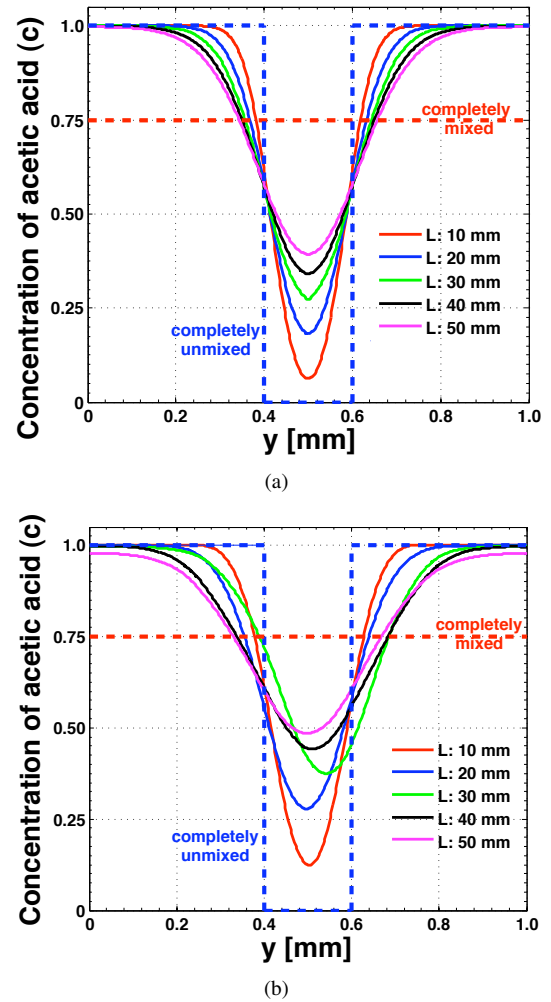 Concentration of acetic acid (c)
1.0
0.75
0.50
0.25
0
completely
mixed
completely
unmixed
L: 10 mm
L: 20 mm
L: 30 mm
L: 40 mm
L: 50 mm
0 0.2 0.4 0.6 0.8 1.0
y [mm]
(a)
Concentration of acetic acid (c)
1.0
0.75
0.50
0.25
0
completely
mixed
completely
unmixed
L: 10 mm
L: 20 mm
L: 30 mm
L: 40 mm
L: 50 mm
0 0.2 0.4 0.6 0.8 1.0
y [mm]
(b)